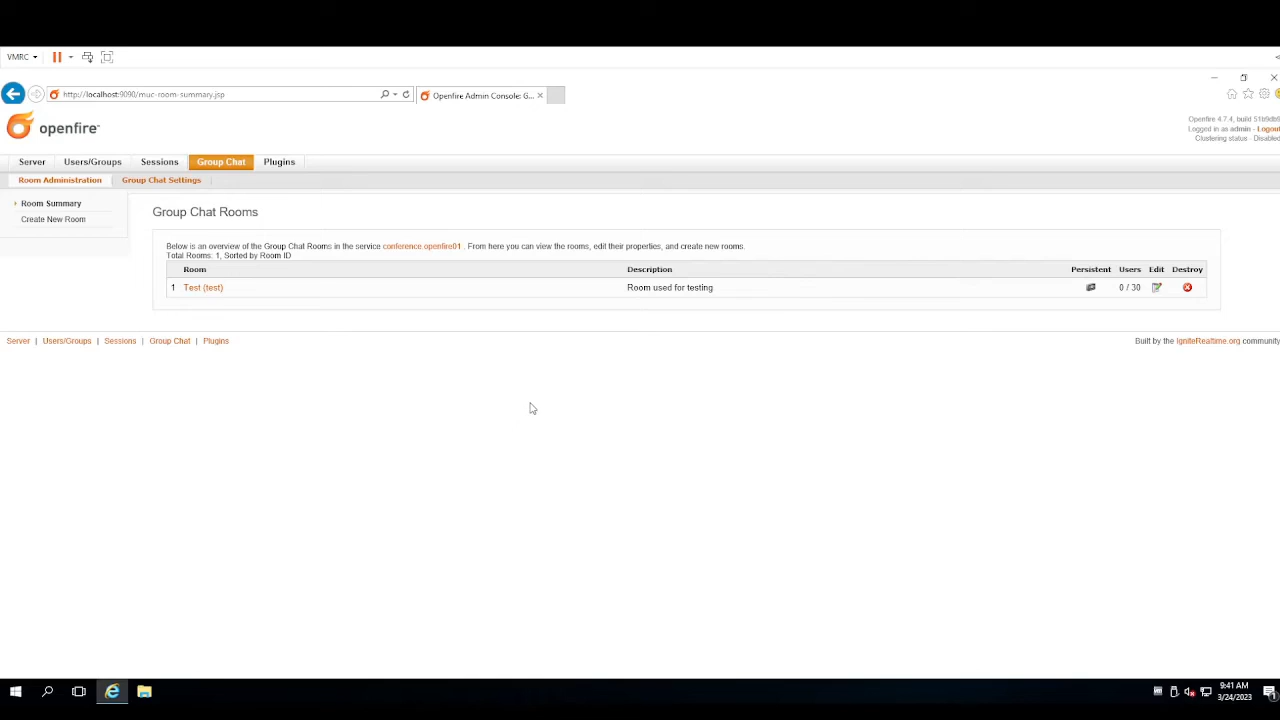 VMRC
http://localhost:9090/muc-room-summary.jsp
Openfire Admin Console: G...
openfire
Openfire 4.7.4, build 51b9db9
Logged in as admin - Logout
Clustering status - Disabled
Server Users/Groups Sessions Group Chat Plugins
Room Administration Group Chat Settings
Room Summary
Create New Room
Group Chat Rooms
Below is an overview of the Group Chat Rooms in the service conference.openfire01 . From here you can view the rooms, edit their properties, and create new rooms.
Total Rooms: 1, Sorted by Room ID
Room Description Persistent Users Edit Destroy
1 Test (test) Room used for testing 0 / 30
Server | Users/Groups | Sessions | Group Chat | Plugins
Built by the IgniteRealtime.org community
9:41 AM
3/24/2023
1